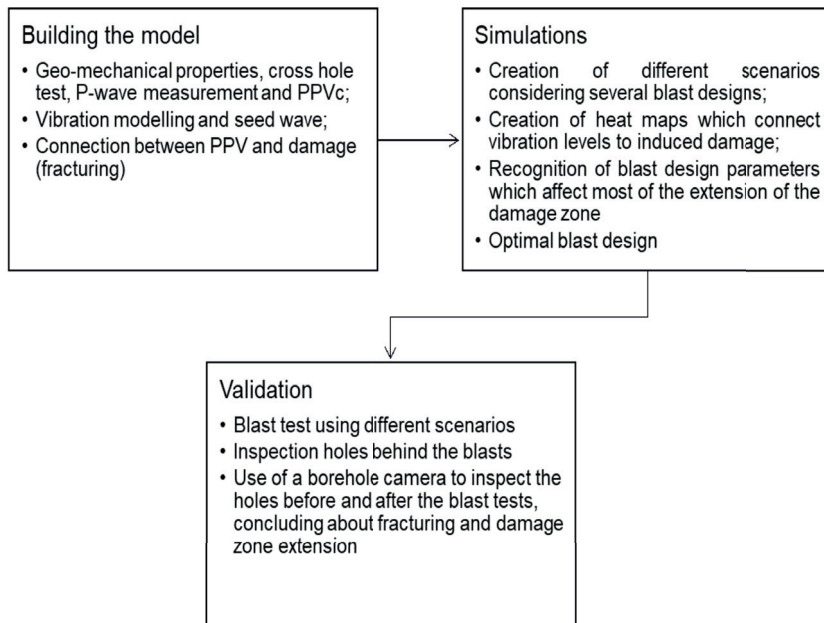 Building the model
• Geo-mechanical properties, cross hole
test, P-wave measurement and PPVc;
• Vibration modelling and seed wave;
• Connection between PPV and damage
(fracturing)
Simulations
• Creation of different scenarios
considering several blast designs;
• Creation of heat maps which connect
vibration levels to induced damage;
• Recognition of blast design parameters
which affect most of the extension of the
damage zone
• Optimal blast design
Validation
• Blast test using different scenarios
• Inspection holes behind the blasts
• Use of a borehole camera to inspect the
holes before and after the blast tests,
concluding about fracturing and damage
zone extension